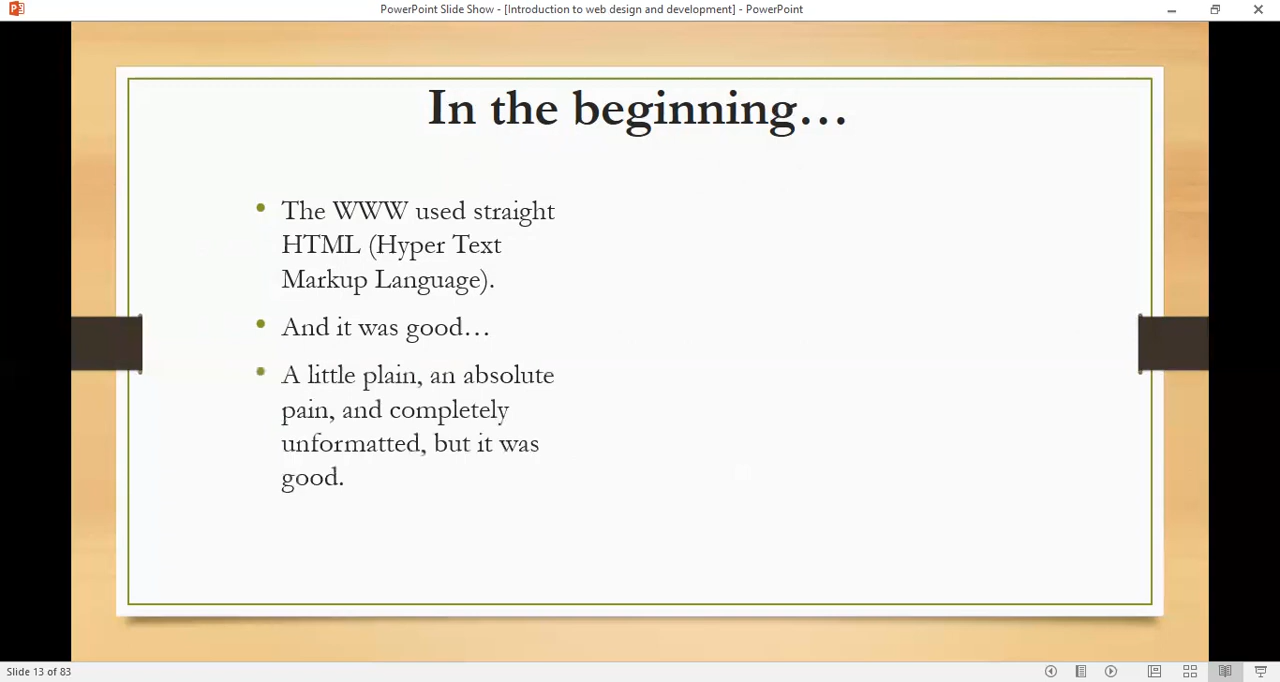 PowerPoint Slide Show - [Introduction to web design and development] - PowerPoint
In the beginning…
• The WWW used straight
HTML (Hyper Text
Markup Language).
• And it was good…
• A little plain, an absolute
pain, and completely
unformatted, but it was
good.
Slide 13 of 83